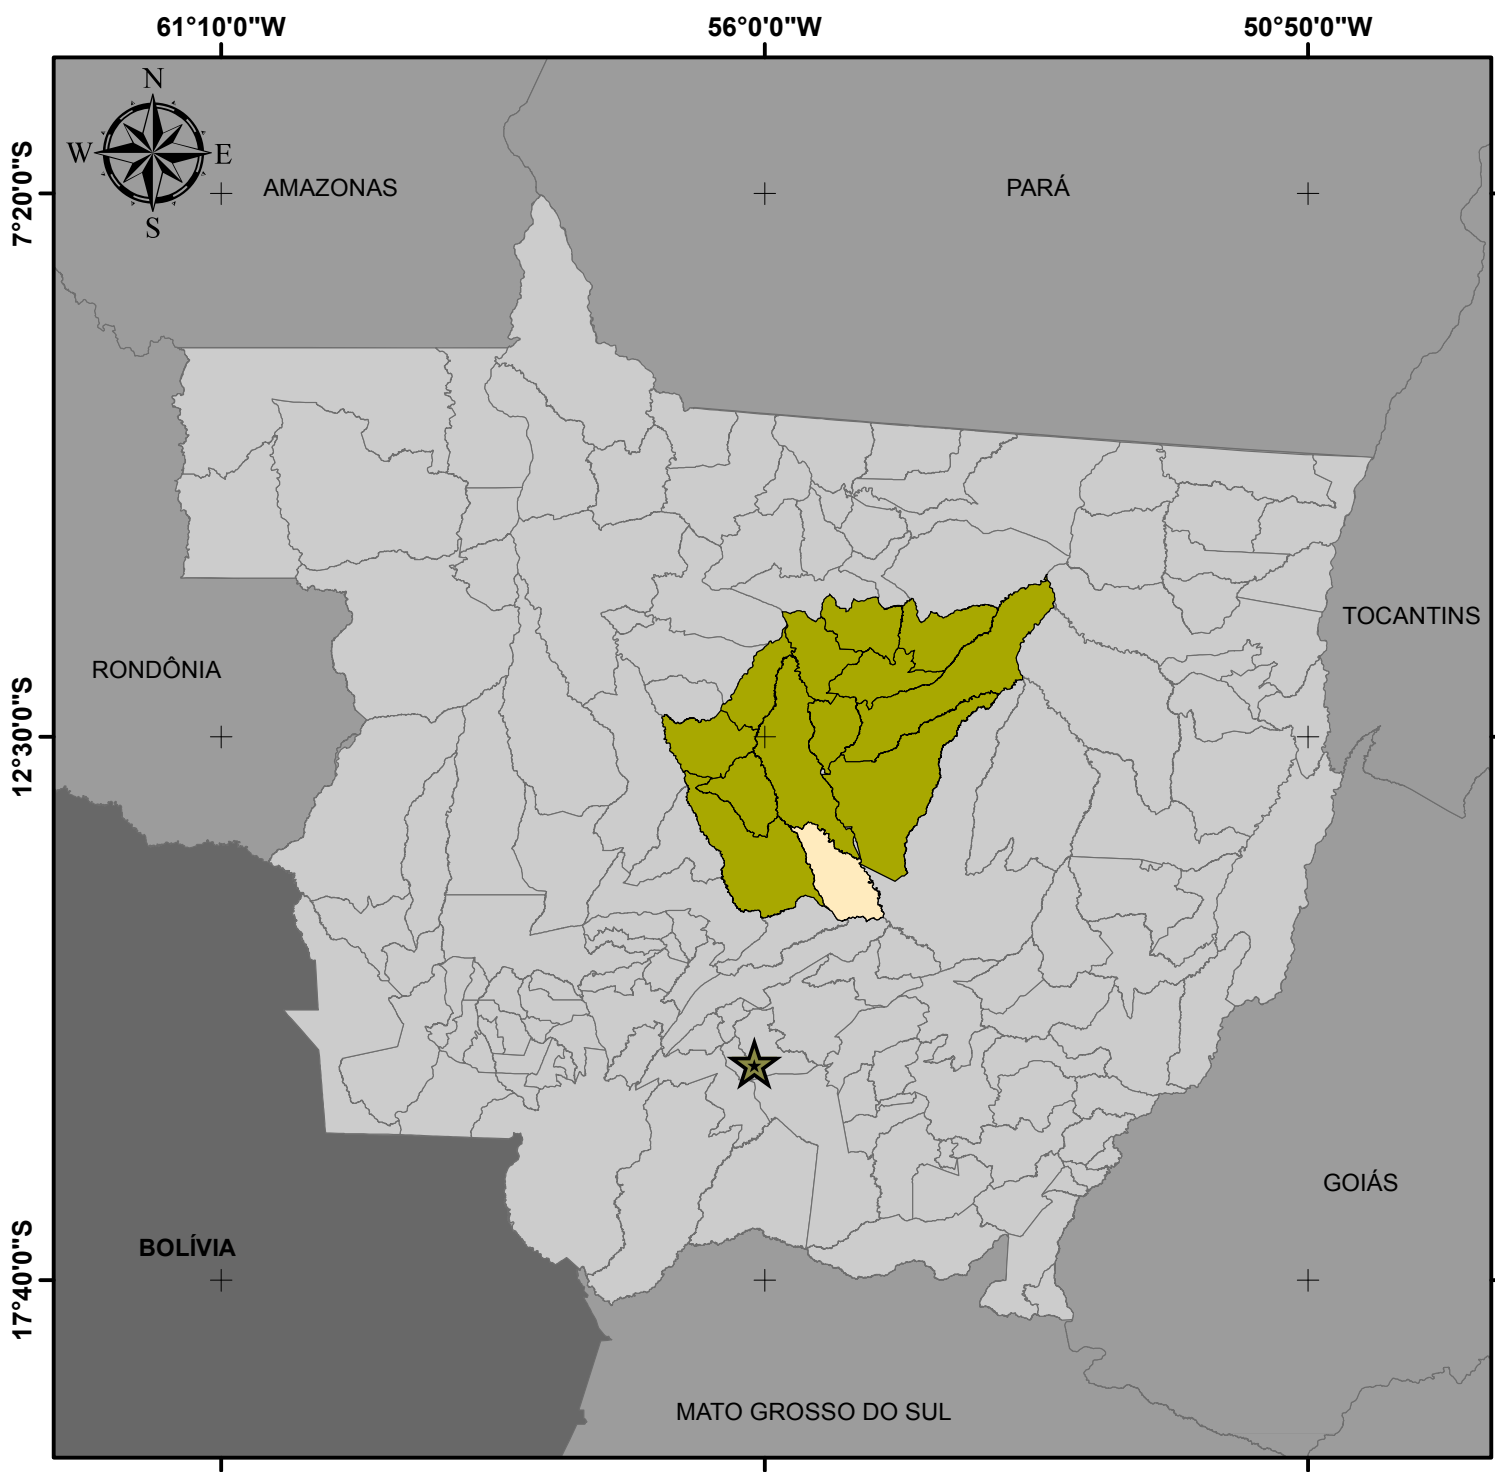 61°10'0"W 56°0'0"W 50°50'0"W
N
W E
S
7°20'0"S
AMAZONAS PARÁ
TOCANTINS
RONDÔNIA
12°30'0"S
GOIÁS
BOLÍVIA
17°40'0"S
MATO GROSSO DO SUL